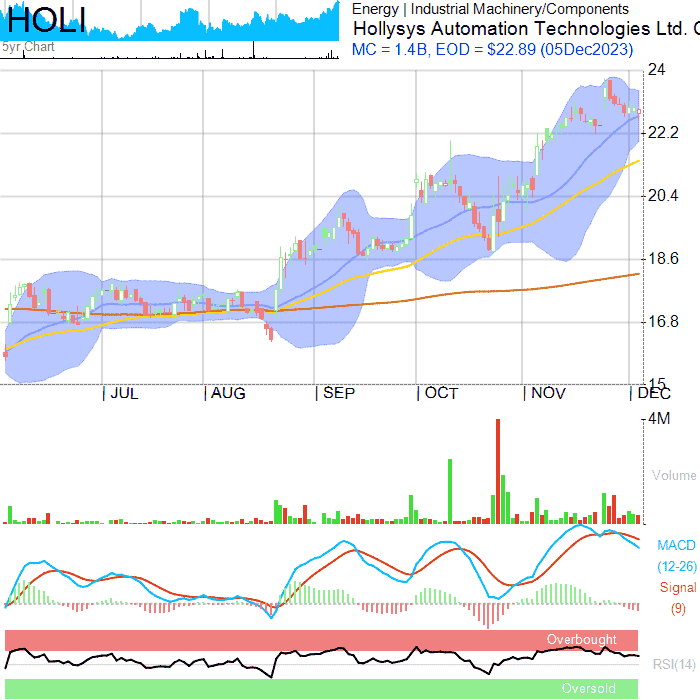 HOLI
5yr Chart
Energy | Industrial Machinery/Components
Hollysys Automation Technologies Ltd. C
MC = 1.4B, EOD = $22.89 (05Dec2023)
24
22.2
20.4
18.6
16.8
15
JUL
AUG
SEP
OCT
NOV
DEC
4M
Volume
MACD
(12-26)
Signal
(9)
Overbought
RSI(14)
Oversold